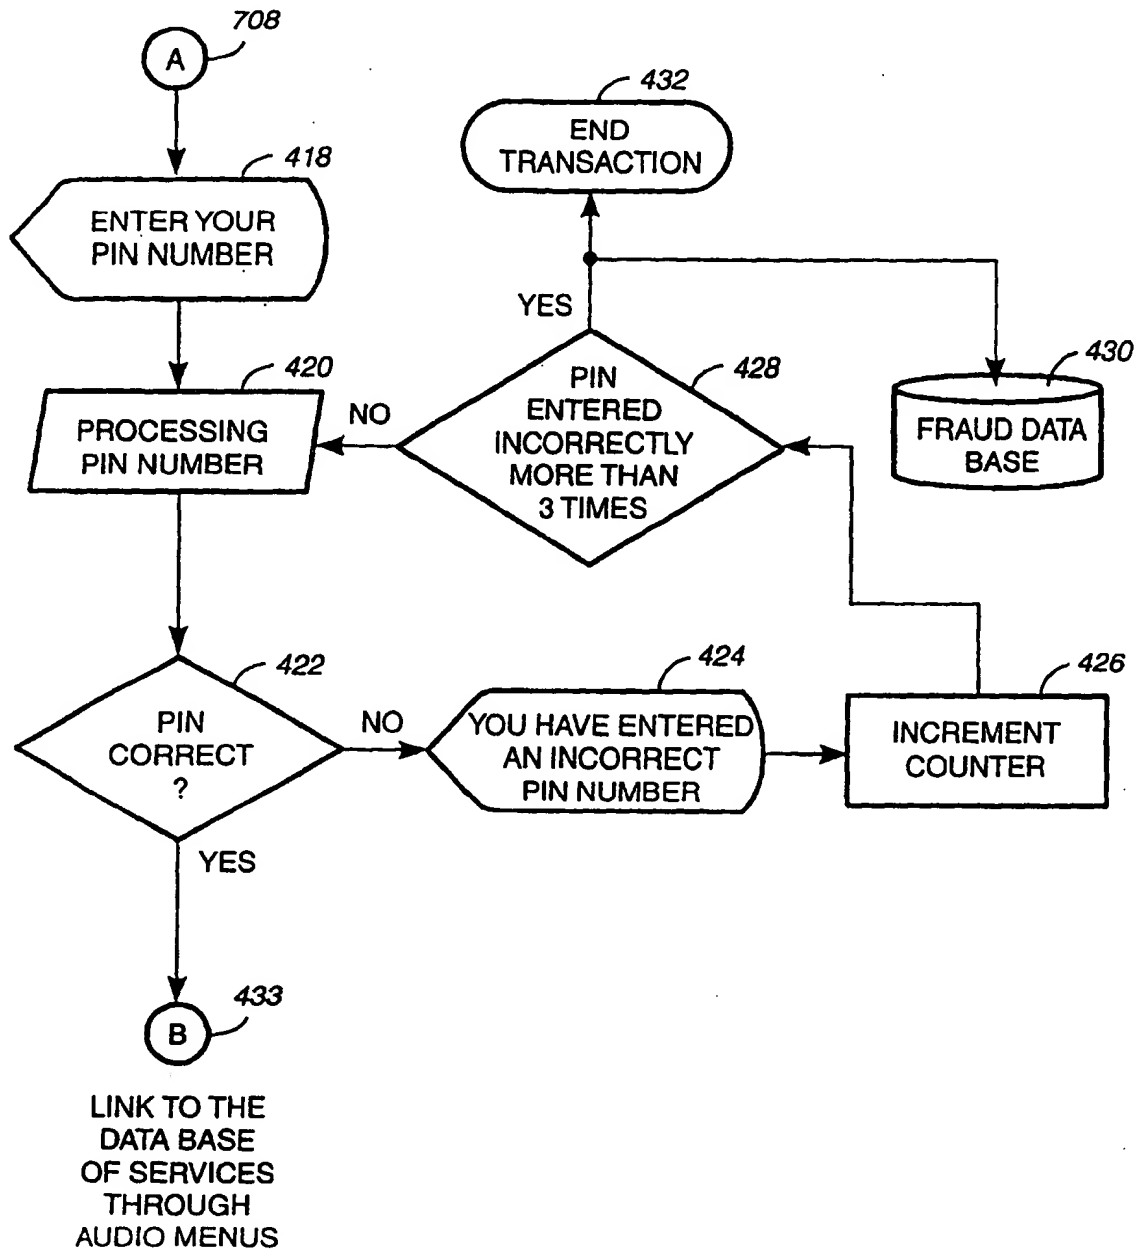 708
A
418
ENTER YOUR
PIN NUMBER
420
PROCESSING
PIN NUMBER
422
PIN
CORRECT
?
NO
YES
433
B
LINK TO THE
DATA BASE
OF SERVICES
THROUGH
AUDIO MENUS
424
YOU HAVE ENTERED
AN INCORRECT
PIN NUMBER
426
INCREMENT
COUNTER
428
PIN
ENTERED
INCORRECTLY
MORE THAN
3 TIMES
NO
YES
432
END
TRANSACTION
430
FRAUD DATA
BASE